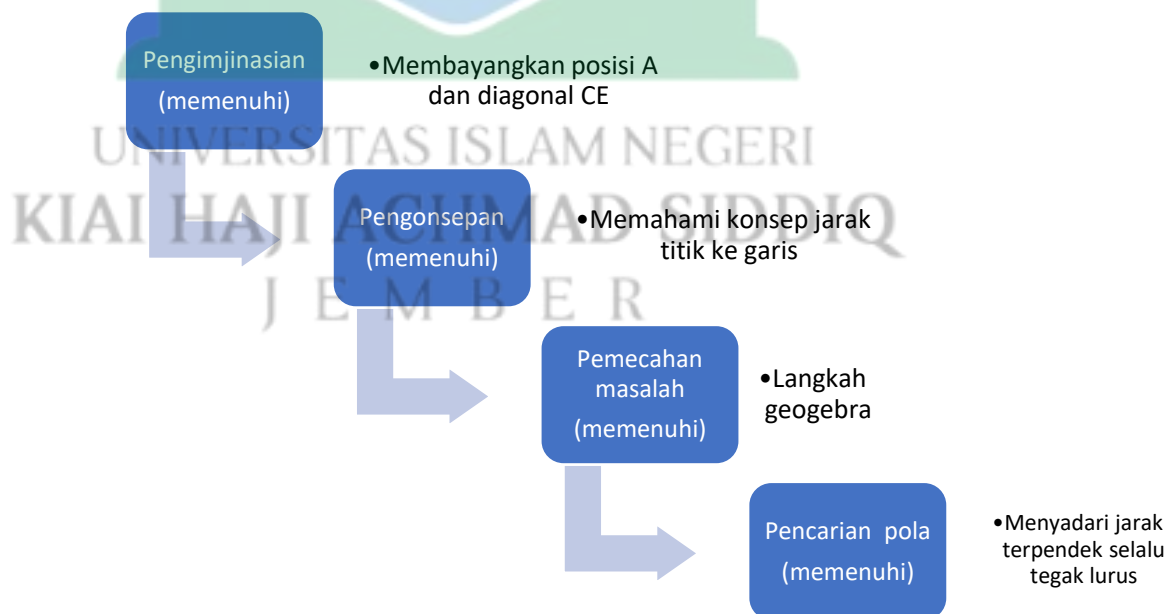 Pengimjinasian
(memenuhi)
•Membayangkan posisi A
dan diagonal CE
UNIVERSITAS ISLAM NEGERI
KIAI HAJI ACHMAD SIDDIQ
JEMBER
Pengonsepan
(memenuhi)
•Memahami konsep jarak
titik ke garis
Pemecahan
masalah
(memenuhi)
•Langkah
geogebra
Pencarian pola
(memenuhi)
•Menyadari jarak
terpendek selalu
tegak lurus